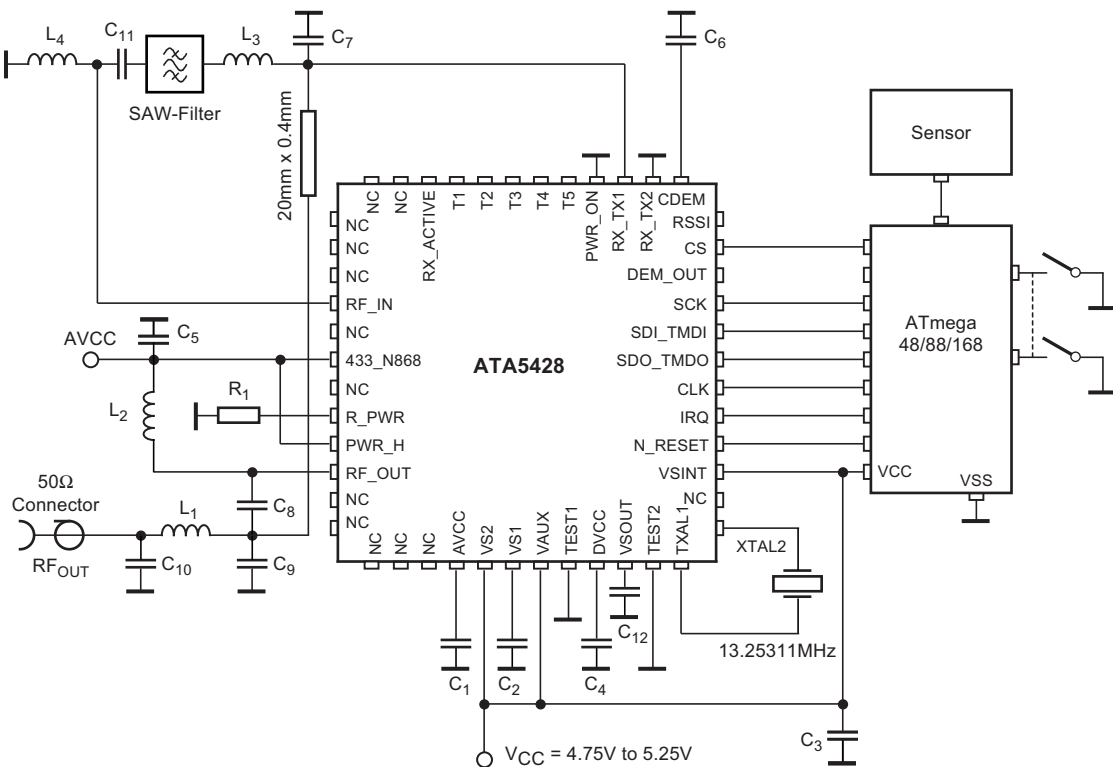 L4
C11
L3
C7
C6
SAW-Filter
20mm x 0.4mm
Sensor
NC
NC
RX_ACTIVE
T1
T2
T3
T4
T5
PWR_ON
RX_TX1
RX_TX2
CDEM
NC
NC
NC
RF_IN
NC
433_N868
NC
R_PWR
PWR_H
RF_OUT
NC
NC
ATA5428
RSSI
CS
DEM_OUT
SCK
SDI_TMDI
SDO_TMDO
CLK
IRQ
N_RESET
VSINT
NC
XTAL2
ATmega
48/88/168
VCC
VSS
AVCC
C5
L2
R1
50Ω
Connector
RFOUT
L1
C8
C10
C9
NC
NC
NC
AVCC
VS2
VS1
VAUX
TEST1
DVCC
VSOUT
TEST2
TXAL1
C1
C2
C4
C12
13.25311MHz
C3
VCC = 4.75V to 5.25V